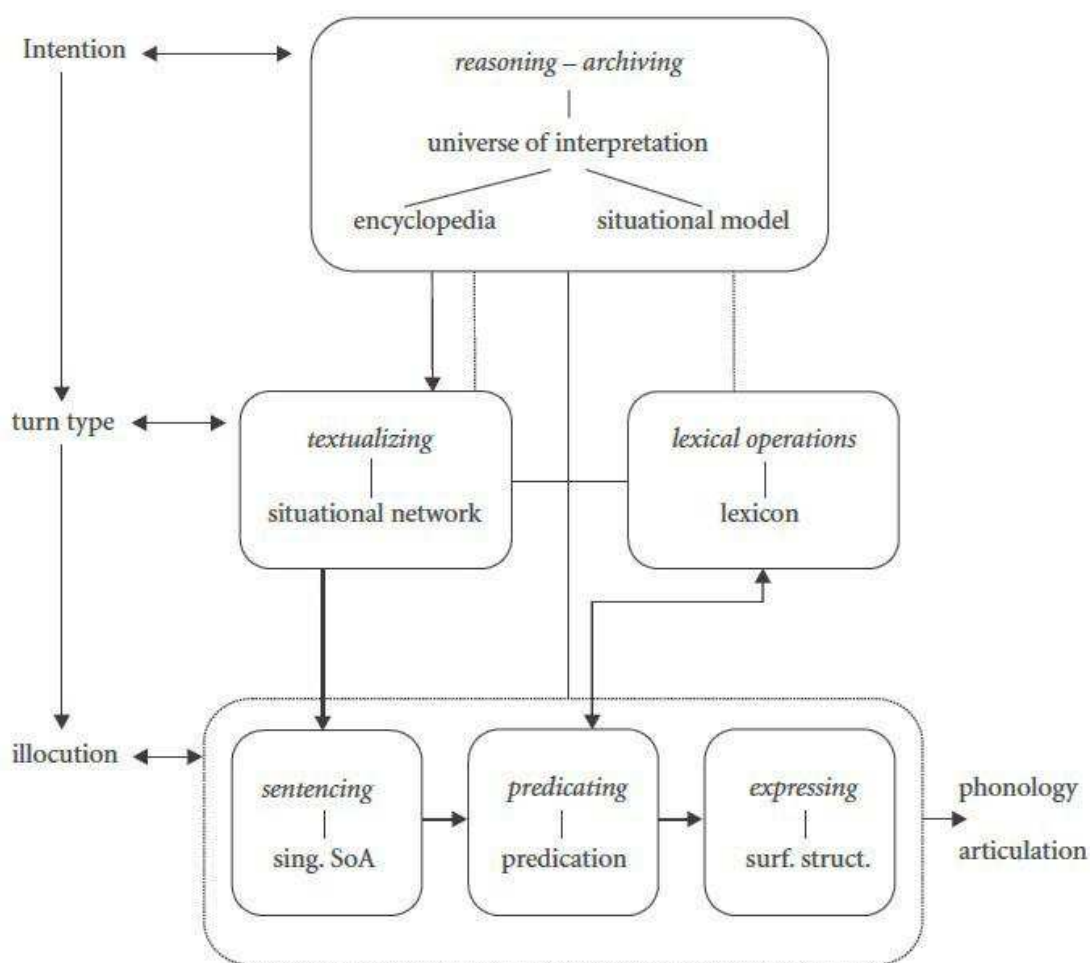 Intention
reasoning – archiving
universe of interpretation
encyclopedia situational model
turn type
textualizing
situational network
lexical operations
lexicon
illocution
sentencing
sing. SoA
predicating
predication
expressing
surf. struct.
phonology
articulation